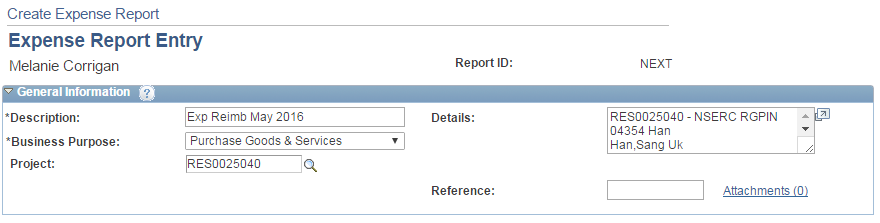 Create Expense Report
Expense Report Entry
Melanie Corrigan
Report ID: NEXT
General Information ?
*Description: Exp Reimb May 2016
*Business Purpose: Purchase Goods & Services
Project: RES0025040
Details: RES0025040 - NSERC RGPIN
04354 Han
Han,Sang Uk
Reference: Attachments (0)